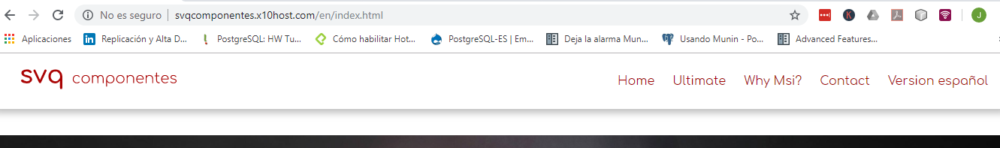 No es seguro svqcomponentes.x10host.com/en/index.html
K
J
Aplicaciones Replicación y Alta D... PostgreSQL: HW Tu... Cómo habilitar Hot... PostgreSQL-ES | Em... Deja la alarma Mun... Usando Munin - Po... Advanced Features...
svq componentes Home Ultimate Why Msi? Contact Version español